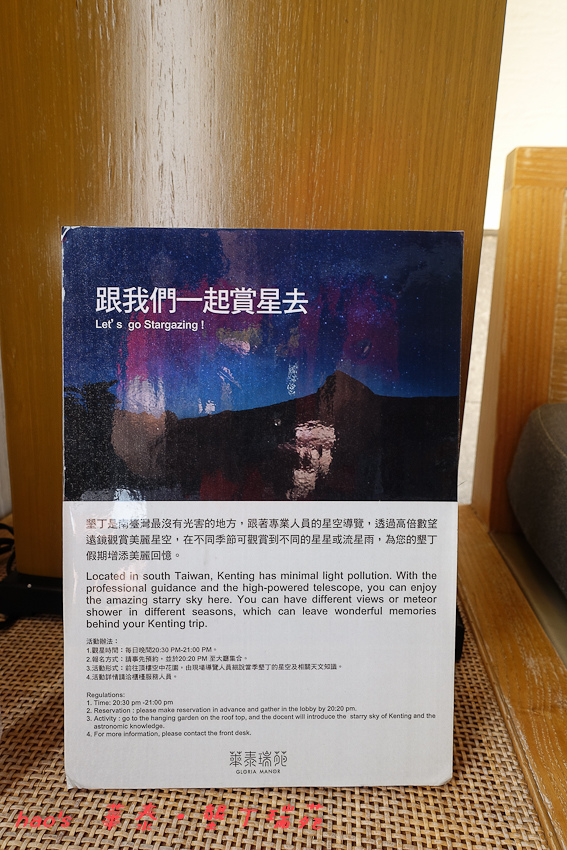 跟我們一起賞星去
Let's go Stargazing !
墾丁是南臺灣最沒有光害的地方，跟著專業人員的星空導覽，透過高倍數望
遠鏡觀賞美麗星空，在不同季節可觀賞到不同的星星或流星雨，為您的墾丁
假期增添美麗回憶。
Located in south Taiwan, Kenting has minimal light pollution. With the
professional guidance and the high-powered telescope, you can enjoy
the amazing starry sky here. You can have different views or meteor
shower in different seasons, which can leave wonderful memories
behind your Kenting trip.
活動辦法：
1.觀星時間：每日晚間20:30 PM-21:00 PM。
2.報名方式：請事先預約，並於20:20 PM 至大廳集合。
3.活動形式：前往頂樓空中花園，由現場導覽人員細說當季墾丁的星空及相關天文知識。
4.活動詳情請洽櫃檯服務人員。
Regulations:
1. Time: 20:30 pm -21:00 pm
2. Reservation : please make reservation in advance and gather in the lobby by 20:20 pm.
3. Activity : go to the hanging garden on the roof top, and the docent will introduce the starry sky of Kenting and the
astronomic knowledge.
4. For more information, please contact the front desk.
華泰瑞苑
GLORIA MANOR
hao's 華泰·墾丁瑞苑